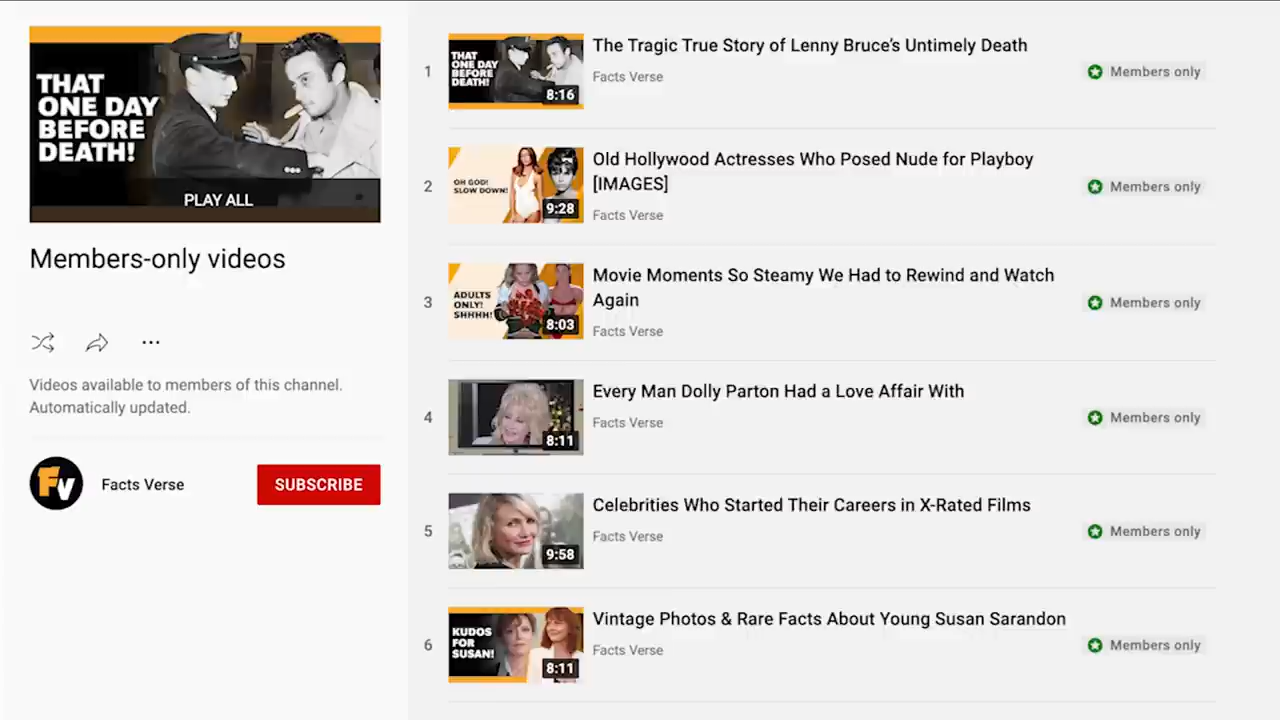 THAT
ONE DAY
BEFORE
DEATH!
PLAY ALL
Members-only videos
Videos available to members of this channel.
Automatically updated.
FV
Facts Verse
SUBSCRIBE
1
THAT
ONE DAY
BEFORE
DEATH!
8:16
The Tragic True Story of Lenny Bruce’s Untimely Death
Facts Verse
Members only
2
OH GOD!
SLOW DOWN!
9:28
Old Hollywood Actresses Who Posed Nude for Playboy
[IMAGES]
Facts Verse
Members only
3
ADULTS
ONLY!
SHHHH!
8:03
Movie Moments So Steamy We Had to Rewind and Watch
Again
Facts Verse
Members only
4
8:11
Every Man Dolly Parton Had a Love Affair With
Facts Verse
Members only
5
9:58
Celebrities Who Started Their Careers in X-Rated Films
Facts Verse
Members only
6
KUDOS
FOR
SUSAN!
8:11
Vintage Photos & Rare Facts About Young Susan Sarandon
Facts Verse
Members only